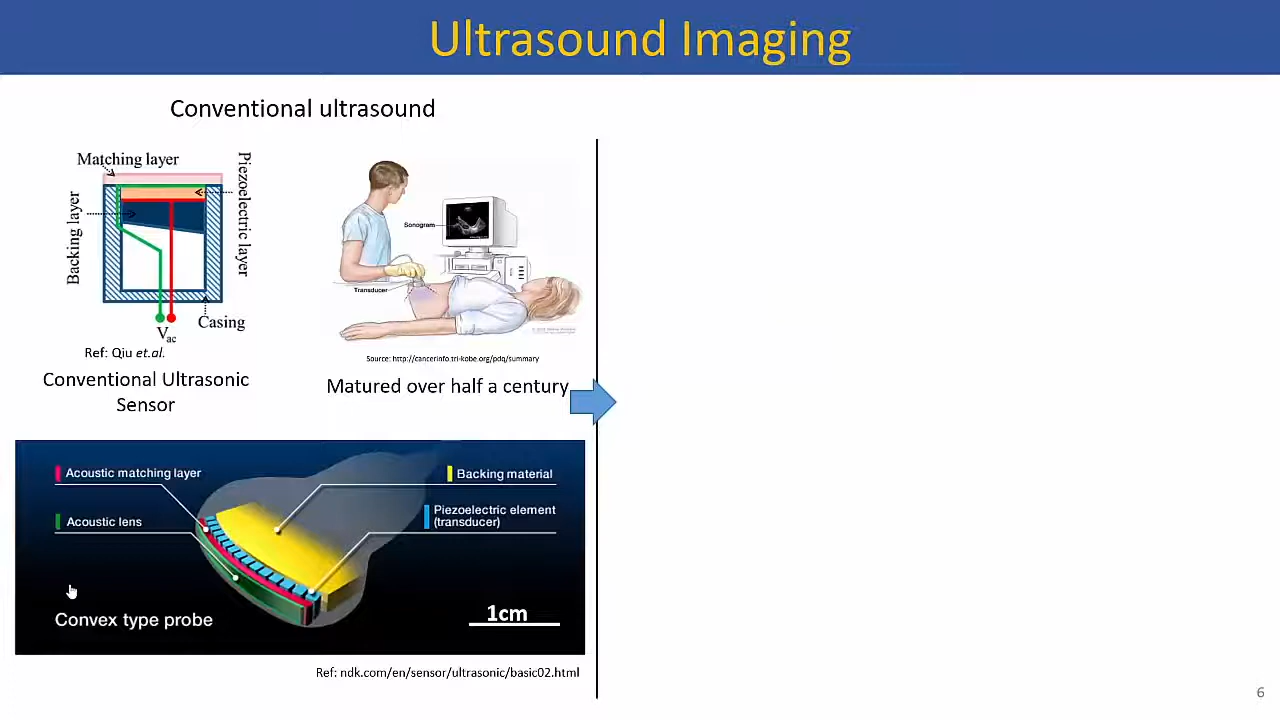 Ultrasound Imaging
Conventional ultrasound
Matching layer
Piezoelectric layer
Backing layer
Casing
Vac
Ref: Qiu et.al.
Conventional Ultrasonic
Sensor
Sonogram
Transducer
Source: http://cancerinfo.tri-kobe.org/pdq/summary
Matured over half a century
Acoustic matching layer
Backing material
Acoustic lens
Piezoelectric element
(transducer)
Convex type probe
1cm
Ref: ndk.com/en/sensor/ultrasonic/basic02.html
6